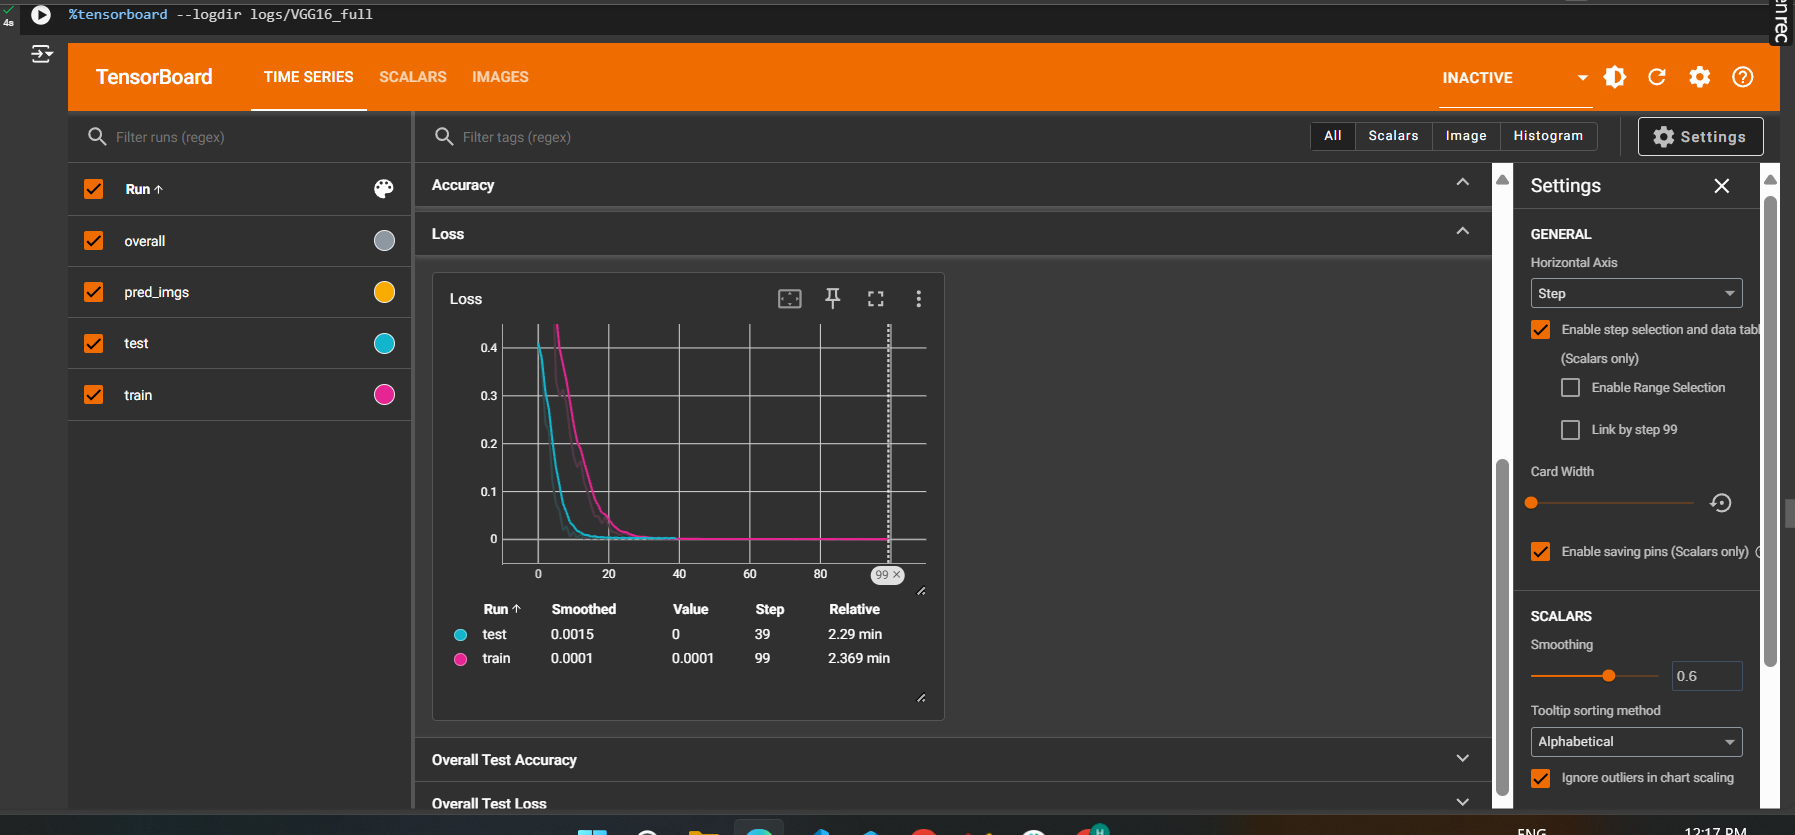 %tensorboard --logdir logs/VGG16_full
4s
en rec
TensorBoard
TIME SERIES
SCALARS
IMAGES
INACTIVE
Filter runs (regex)
Filter tags (regex)
All
Scalars
Image
Histogram
Settings
Run
overall
pred_imgs
test
train
Accuracy
Loss
Loss
0.4
0.3
0.2
0.1
0
0 20 40 60 80 99 ×
Run Smoothed Value Step Relative
test 0.0015 0 39 2.29 min
train 0.0001 0.0001 99 2.369 min
Overall Test Accuracy
Overall Test Loss
Settings
GENERAL
Horizontal Axis
Step
Enable step selection and data tabl
(Scalars only)
Enable Range Selection
Link by step 99
Card Width
Enable saving pins (Scalars only)
SCALARS
Smoothing
0.6
Tooltip sorting method
Alphabetical
Ignore outliers in chart scaling
H
ENG
12:17 PM